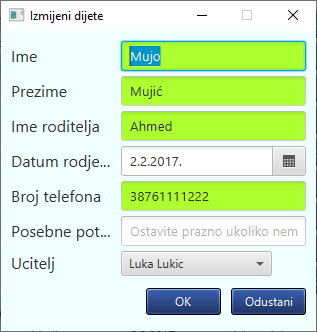 Izmijeni dijete
Ime Mujo
Prezime Mujić
Ime roditelja Ahmed
Datum rodje... 2.2.2017.
Broj telefona 38761111222
Posebne pot... Ostavite prazno ukoliko nem
Ucitelj Luka Lukic
OK Odustani